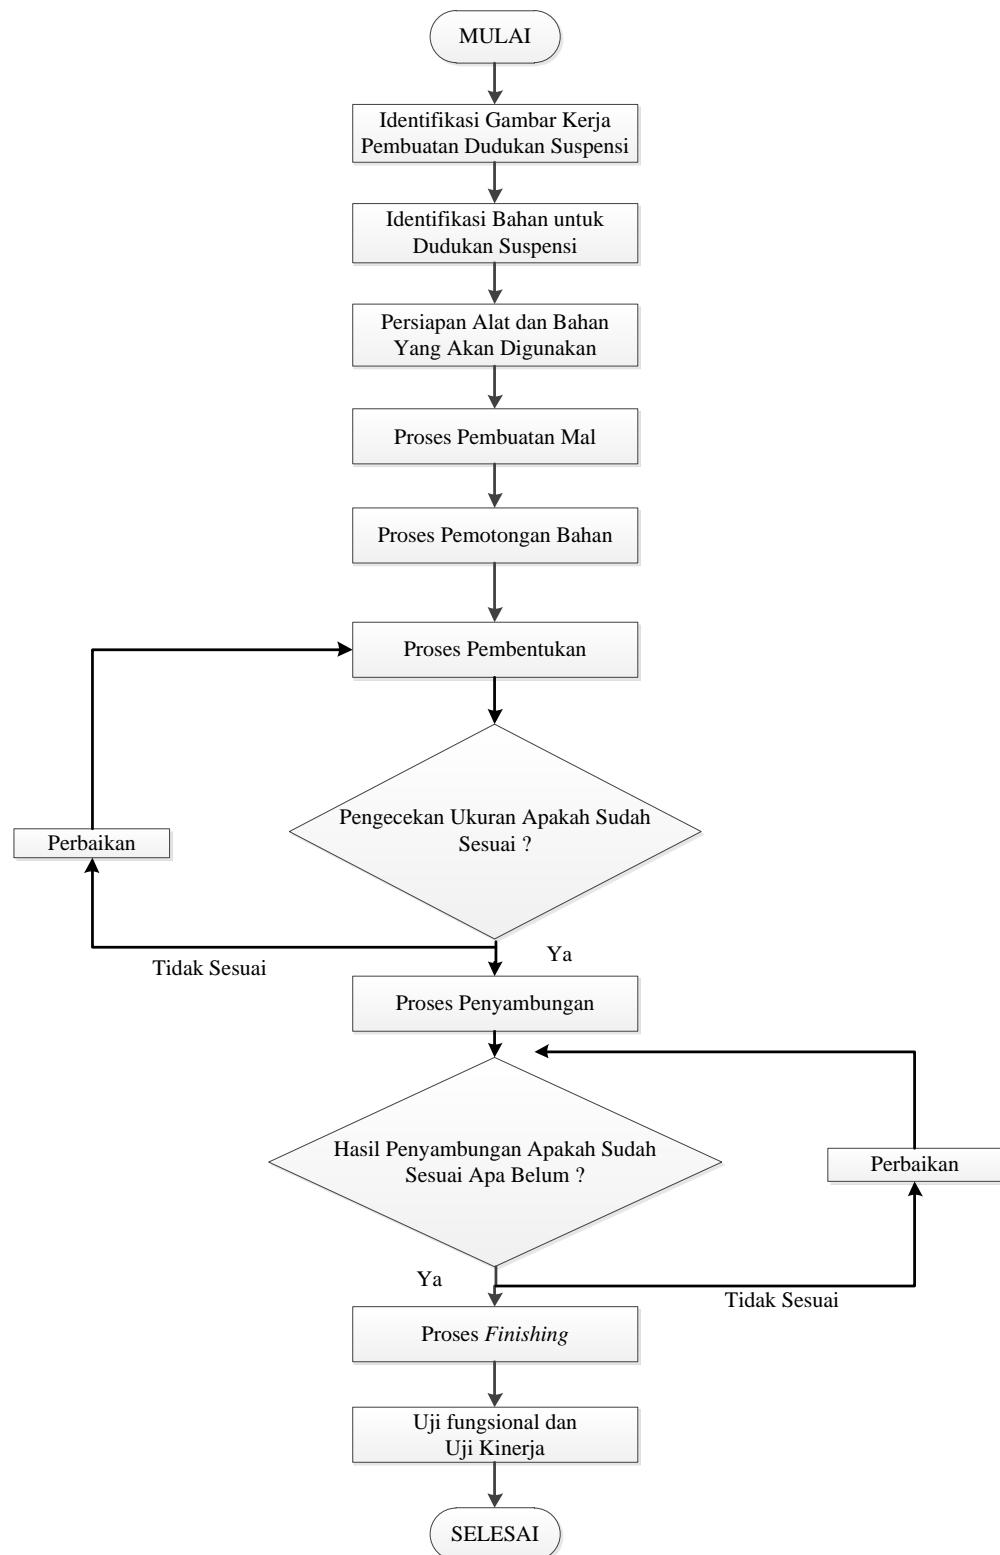 MULAI
Identifikasi Gambar Kerja
Pembuatan Dudukan Suspensi
Identifikasi Bahan untuk
Dudukan Suspensi
Persiapan Alat dan Bahan
Yang Akan Digunakan
Proses Pembuatan Mal
Proses Pemotongan Bahan
Proses Pembentukan
Pengecekan Ukuran Apakah Sudah
Sesuai ?
Perbaikan
Tidak Sesuai
Ya
Proses Penyambungan
Hasil Penyambungan Apakah Sudah
Sesuai Apa Belum ?
Perbaikan
Ya
Tidak Sesuai
Proses Finishing
Uji fungsional dan
Uji Kinerja
SELESAI